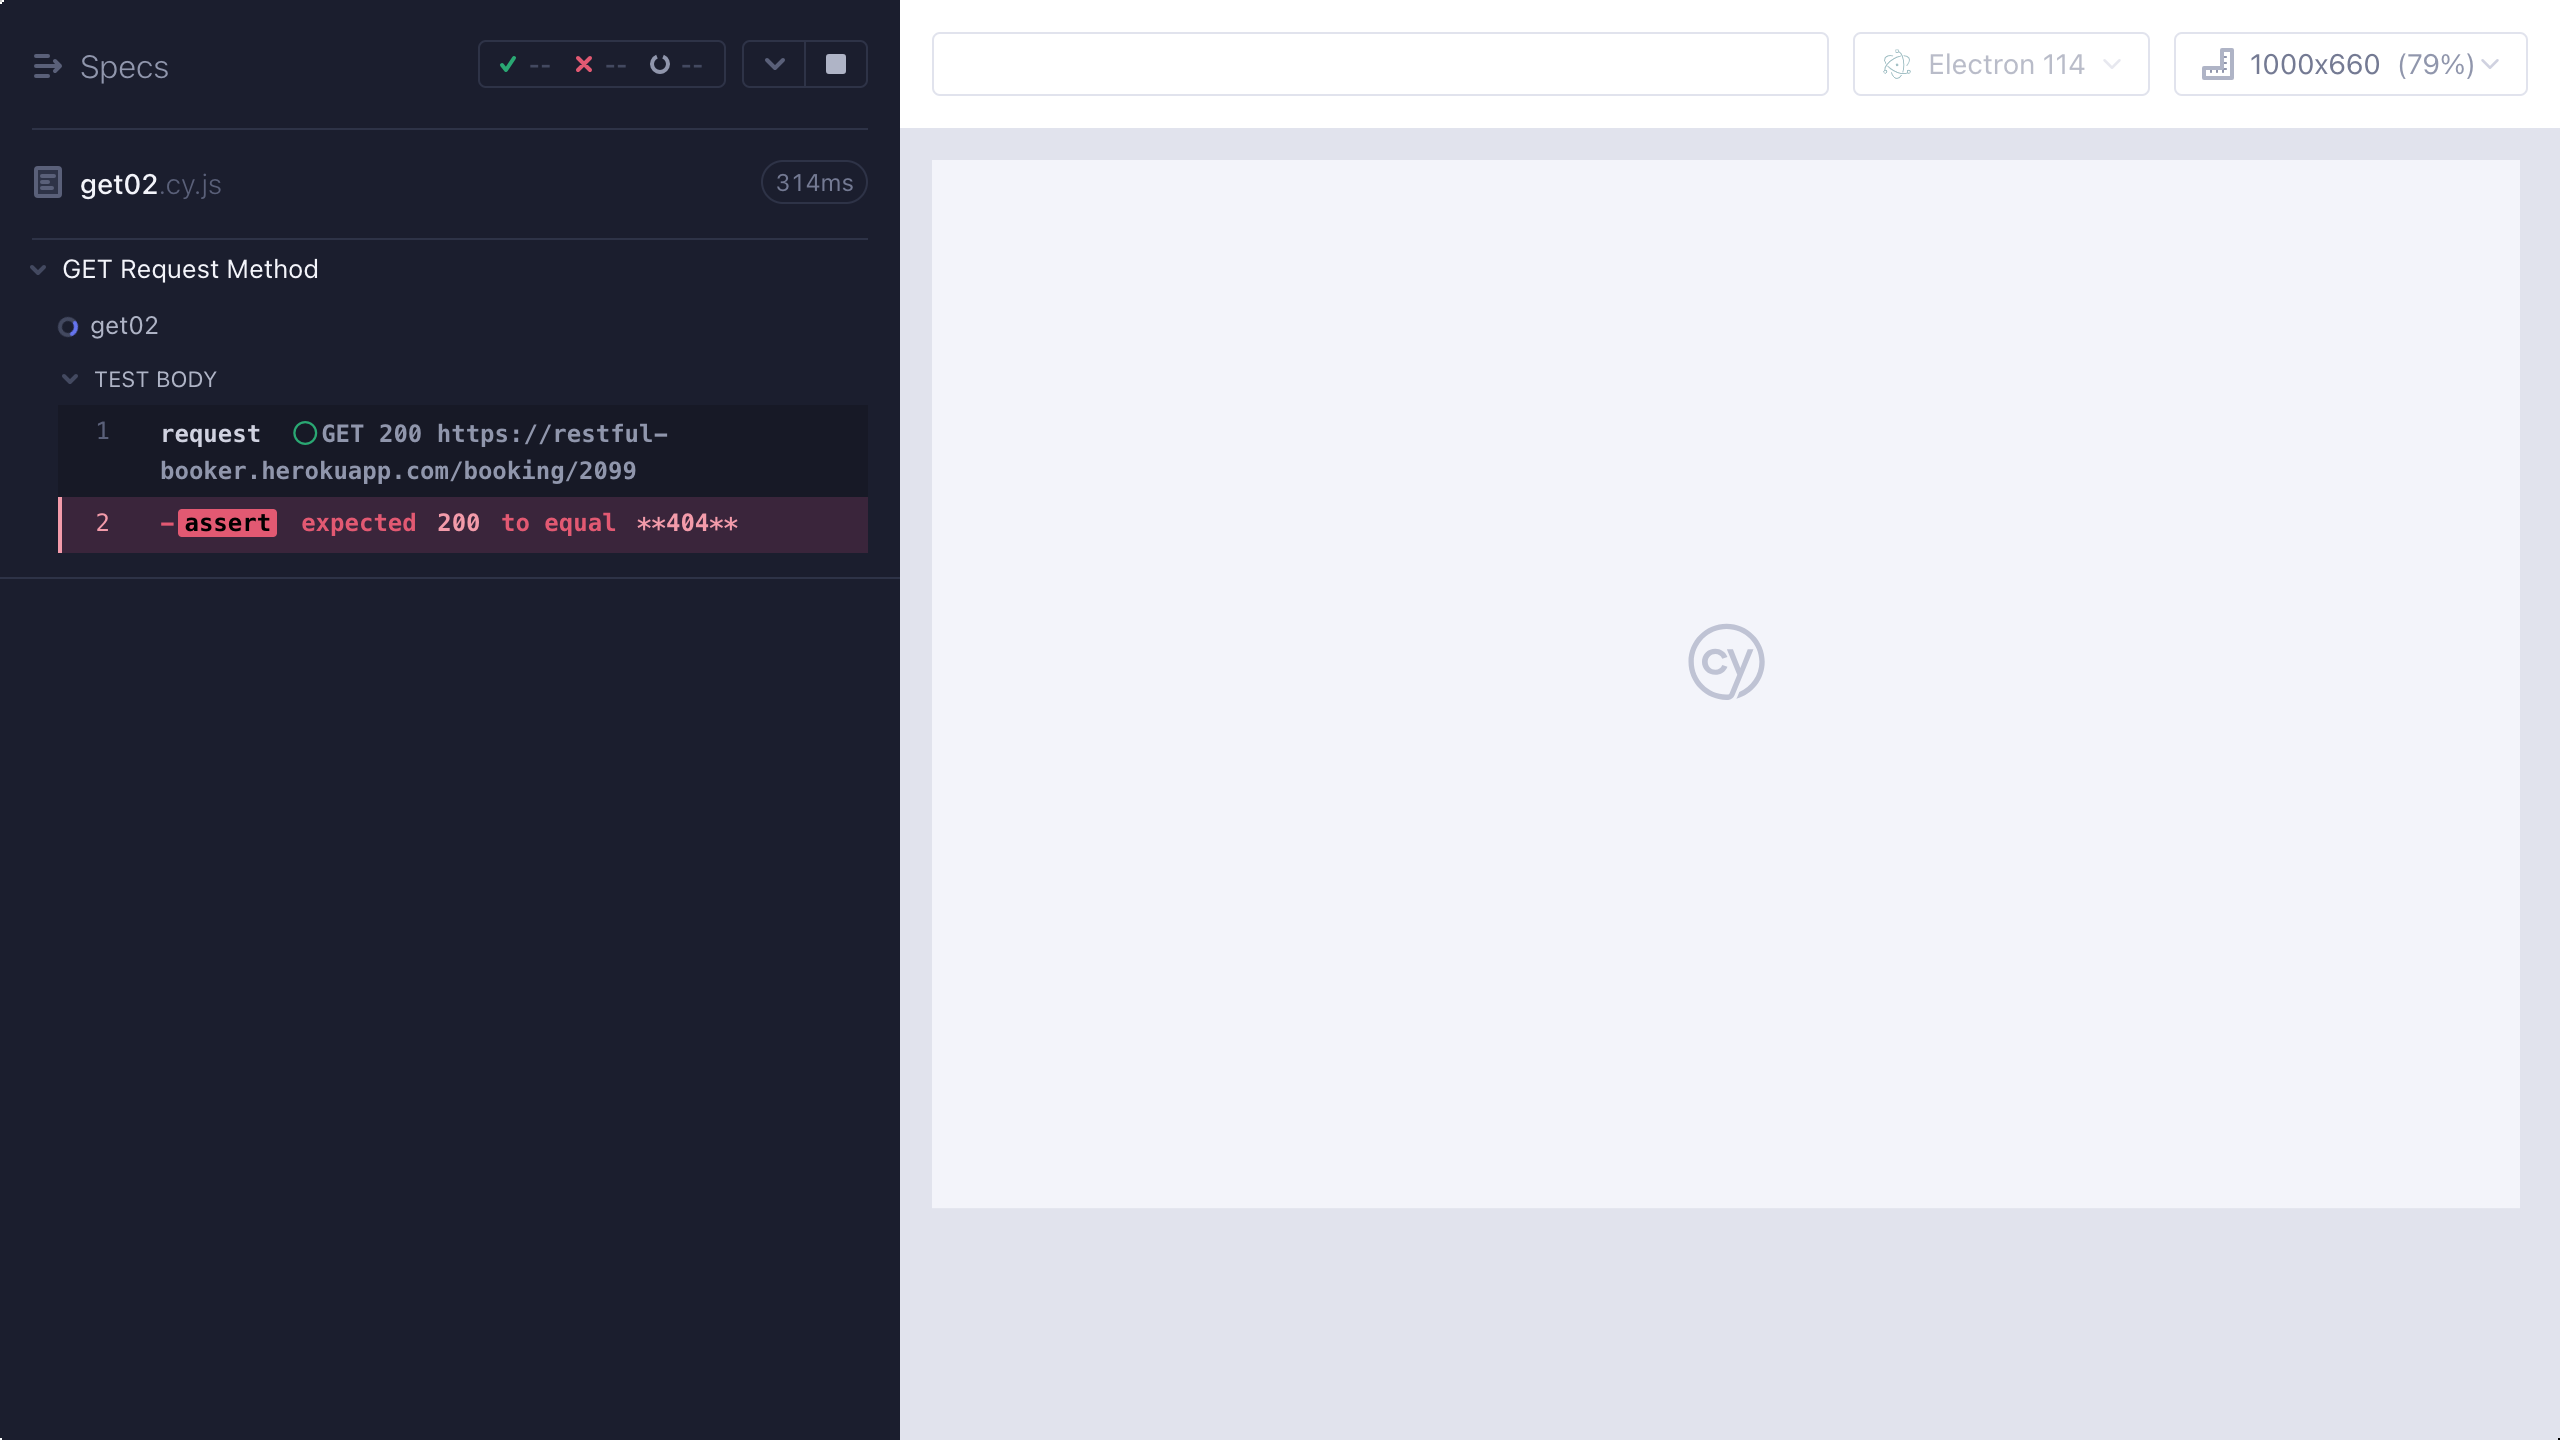 Specs
-- -- --
Electron 114
1000x660 (79%)
get02.cy.js
314ms
GET Request Method
get02
TEST BODY
1 request GET 200 https://restful-
booker.herokuapp.com/booking/2099
2 -assert expected 200 to equal **404**
cy